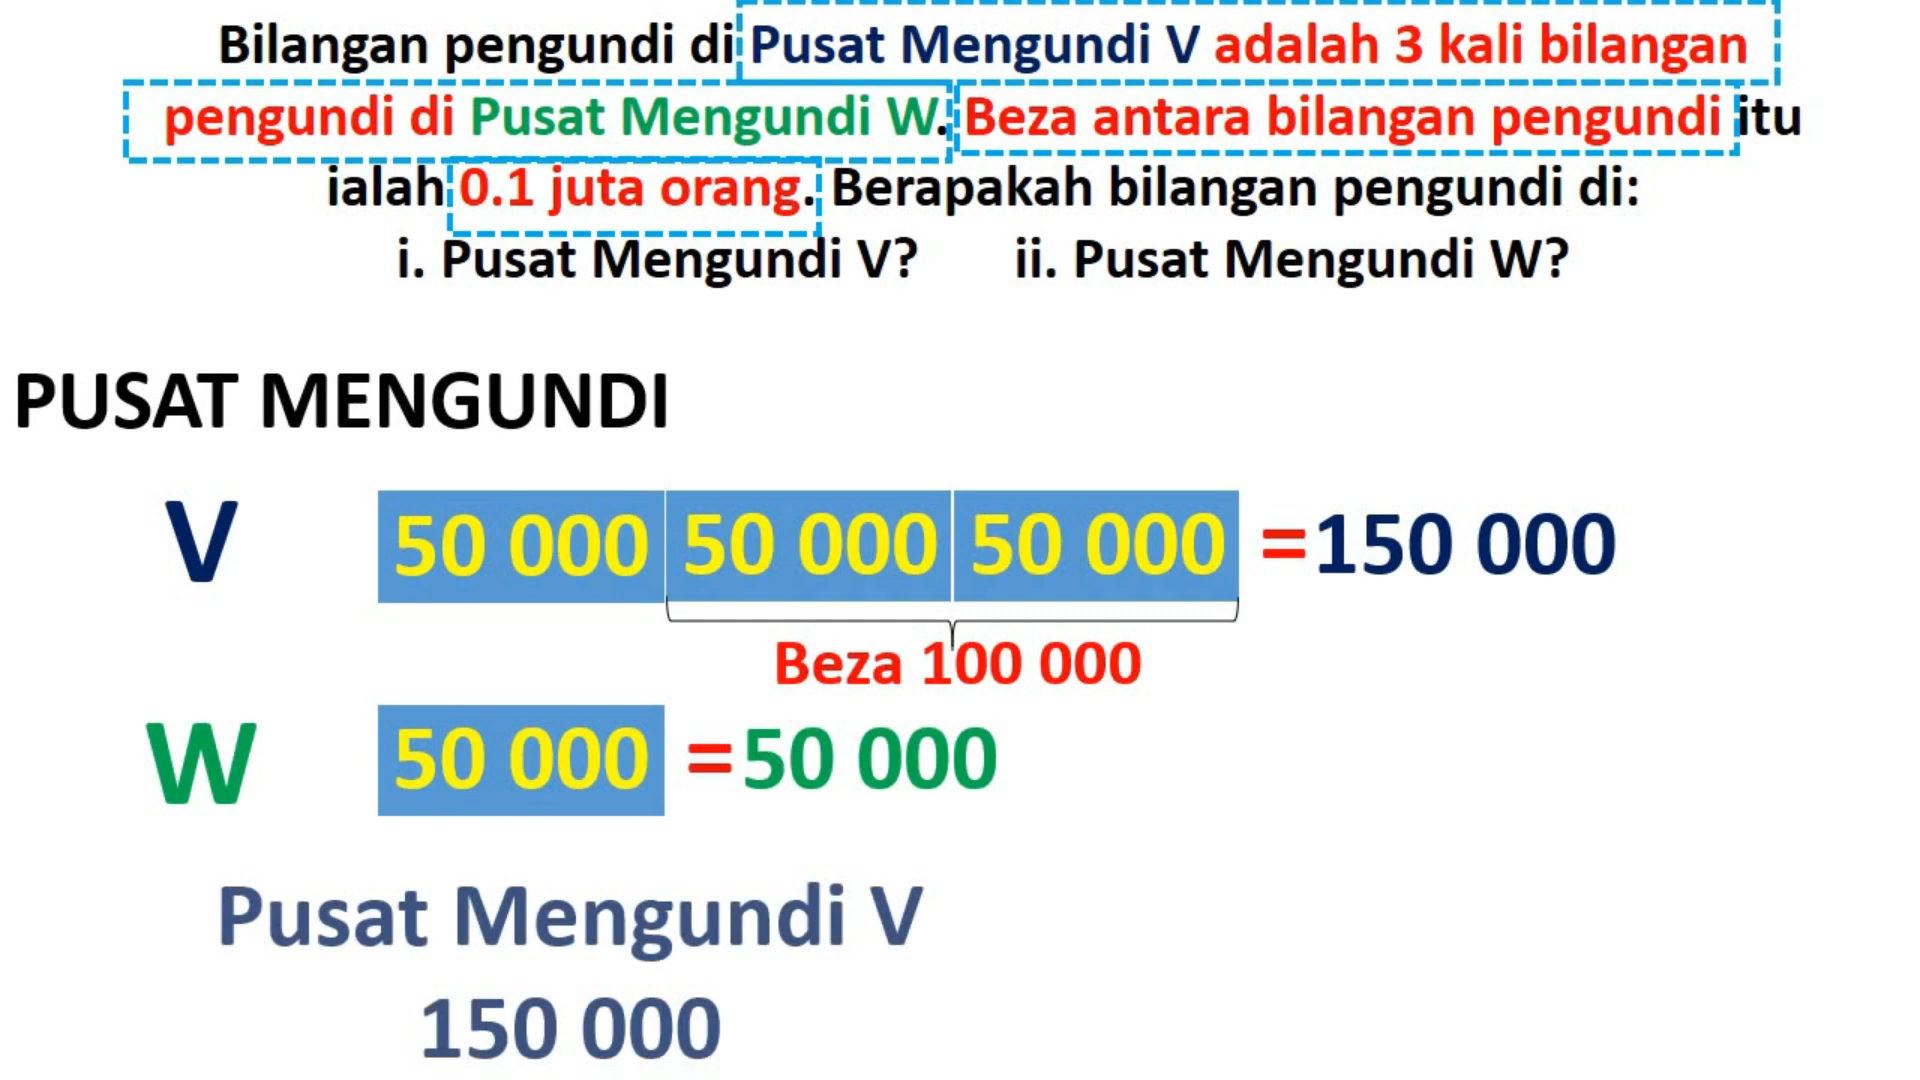 Bilangan pengundi di Pusat Mengundi V adalah 3 kali bilangan
pengundi di Pusat Mengundi W. Beza antara bilangan pengundi itu
ialah 0.1 juta orang. Berapakah bilangan pengundi di:
i. Pusat Mengundi V? ii. Pusat Mengundi W?
PUSAT MENGUNDI
V 50 000 50 000 50 000 =150 000
Beza 100 000
W 50 000 =50 000
Pusat Mengundi V
150 000